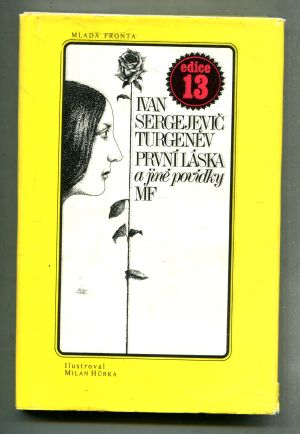 MLADÁ FRONTA
edice
13
IVAN
SERGEJEVIČ
TURGENĚV
PRVNÍ LÁSKA
a jiné povídky
MF
Ilustroval
MILAN HŮRKA